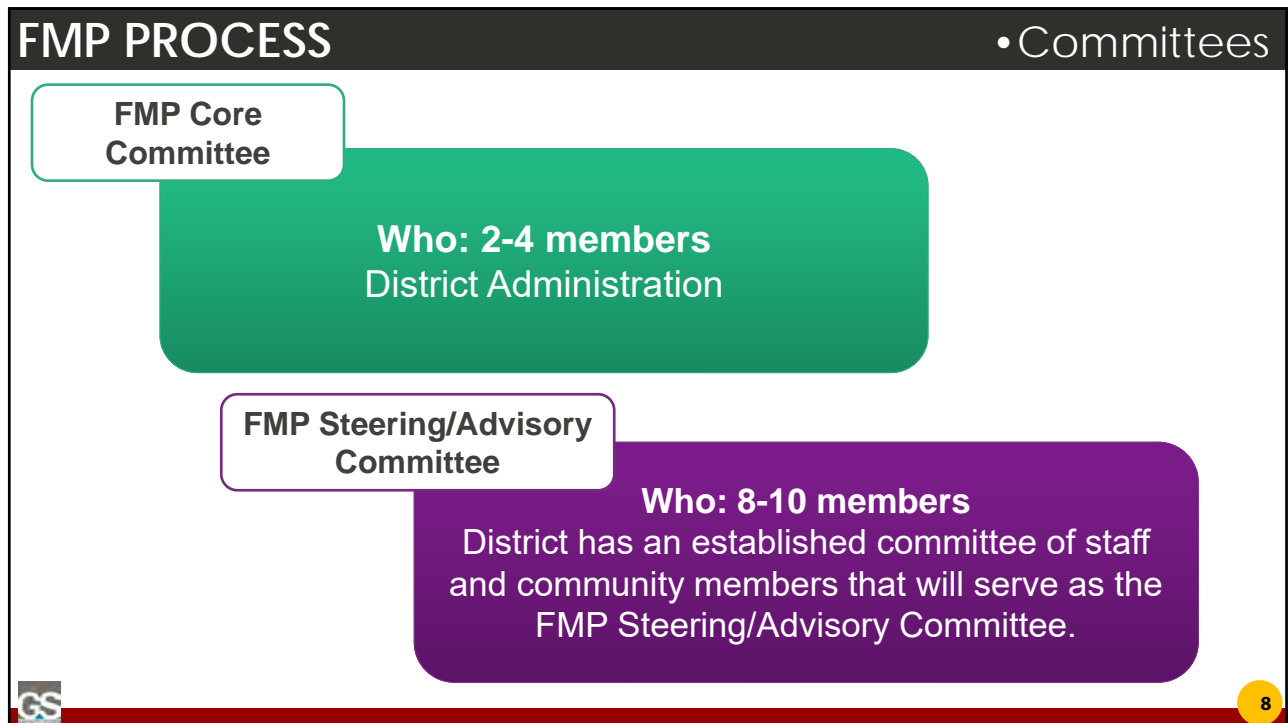 FMP PROCESS
•Committees
FMP Core
Committee
Who: 2-4 members
District Administration
FMP Steering/Advisory
Committee
Who: 8-10 members
District has an established committee of staff
and community members that will serve as the
FMP Steering/Advisory Committee.
GS
8